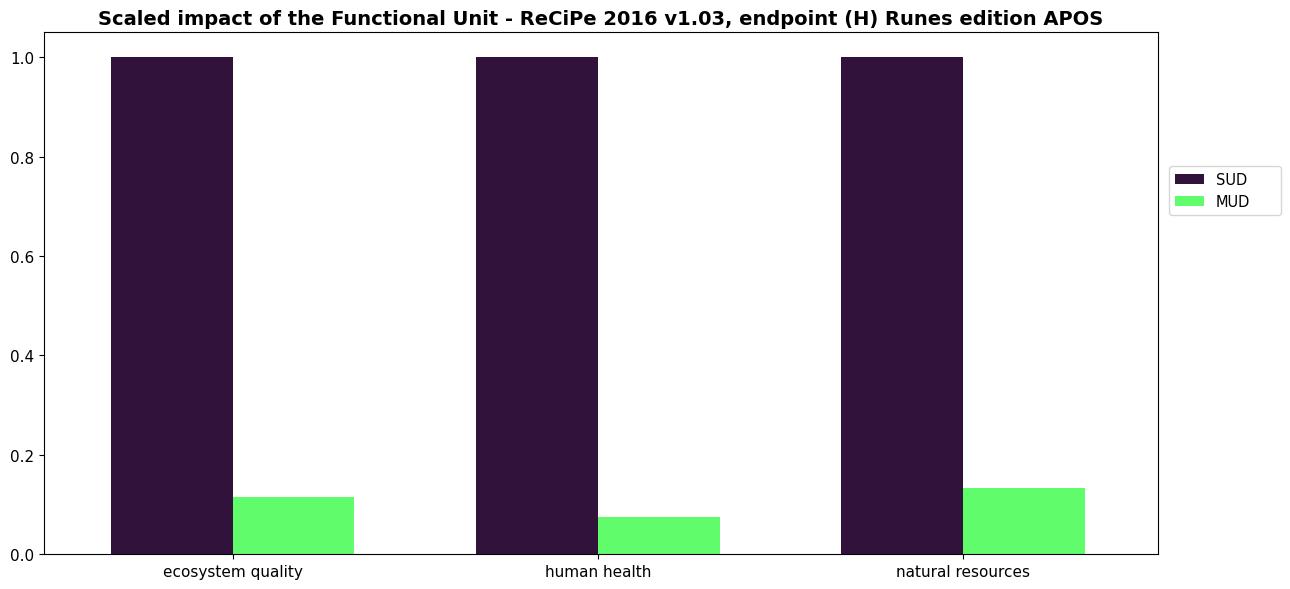 Scaled impact of the Functional Unit - ReCiPe 2016 v1.03, endpoint (H) Runes edition APOS
1.0
0.8
0.6
0.4
0.2
0.0
ecosystem quality
human health
natural resources
SUD
MUD